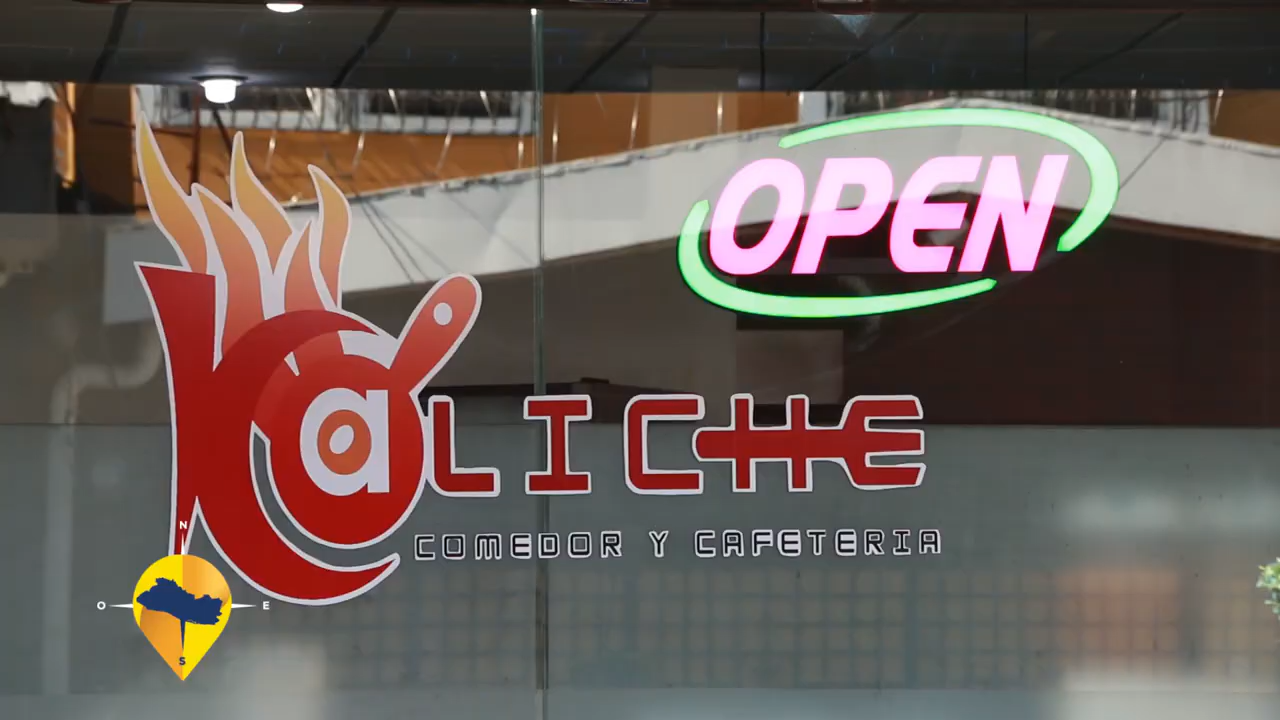 OPEN
KaLICHE
COMEDOR Y CAFETERIA
N
O E
S